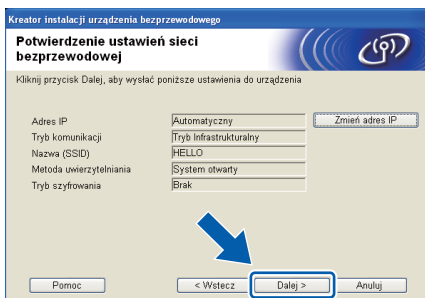 Kreator instalacji urządzenia bezprzewodowego
Potwierdzenie ustawień sieci
bezprzewodowej
Kliknij przycisk Dalej, aby wysłać poniższe ustawienia do urządzenia
Adres IP Automatyczny Zmień adres IP
Tryb komunikacji Tryb Infrastrukturalny
Nazwa (SSID) HELLO
Metoda uwierzytelniania System otwarty
Tryb szyfrowania Brak
Pomoc < Wstecz Dalej > Anuluj